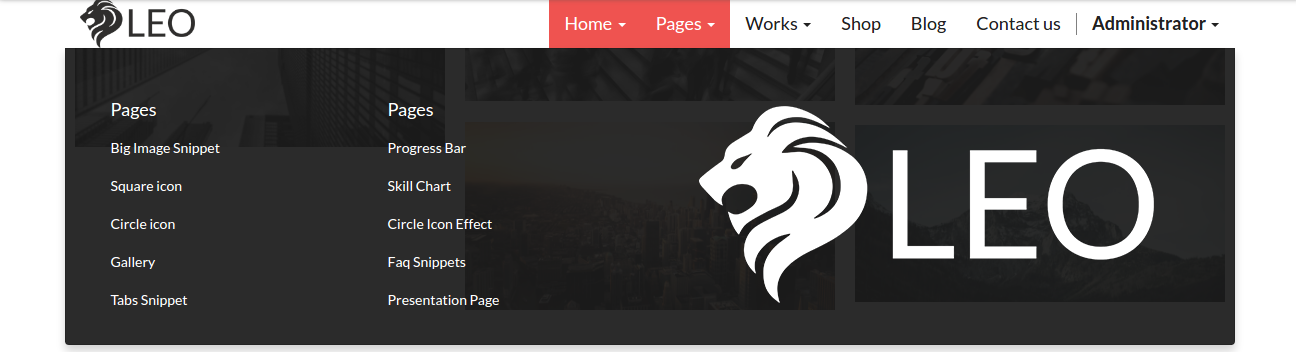 LEO Home Pages Works Shop Blog Contact us Administrator
Pages
Big Image Snippet
Square icon
Circle icon
Gallery
Tabs Snippet
Pages
Progress Bar
Skill Chart
Circle Icon Effect
Faq Snippets
Presentation Page
LEO